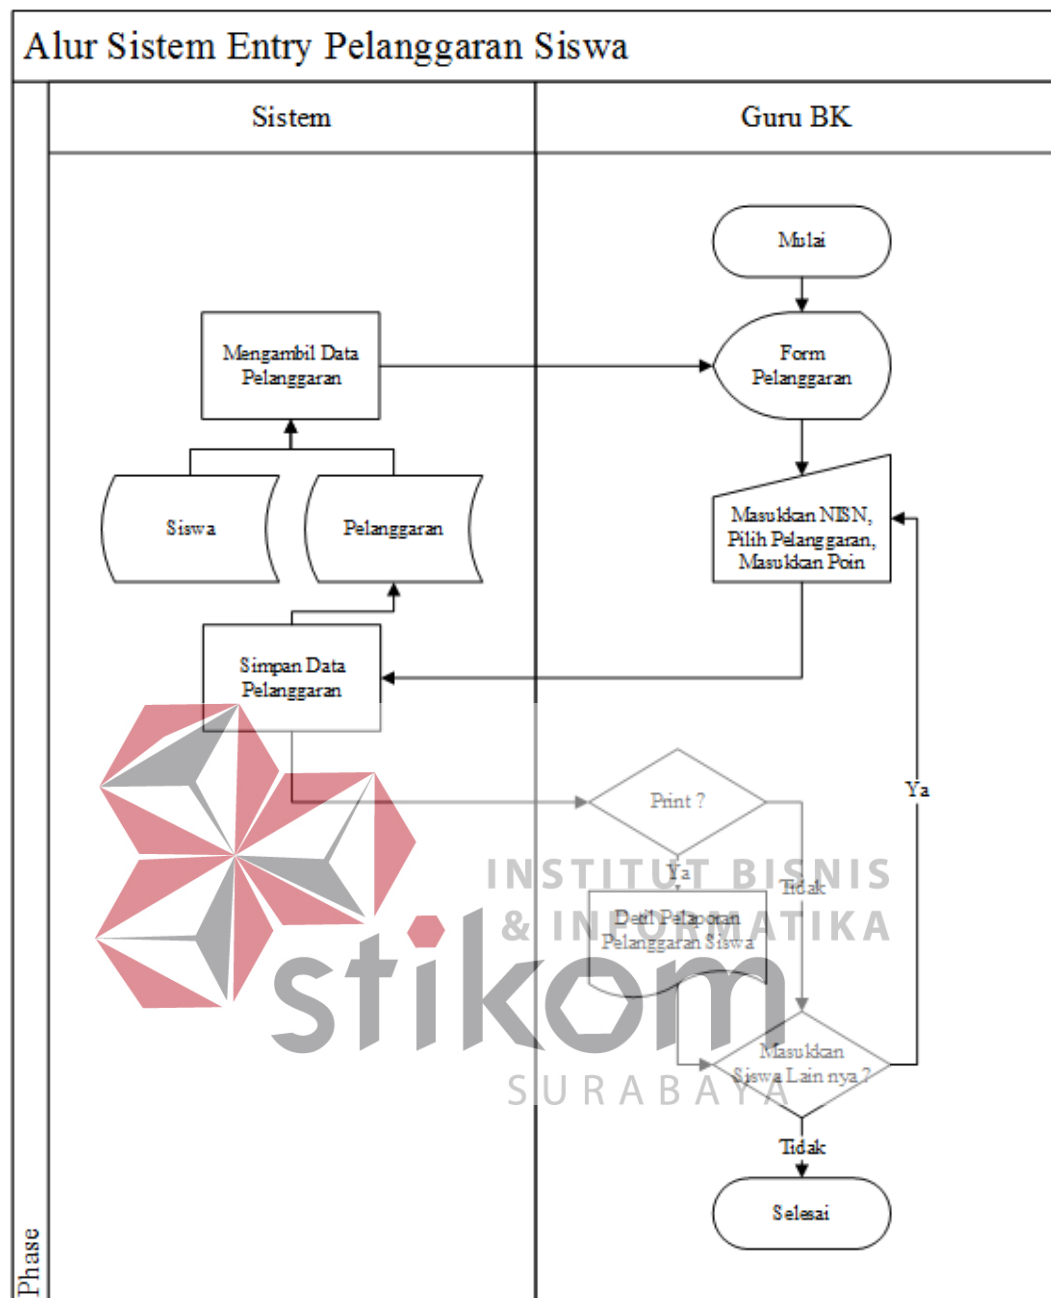 Alur Sistem Entry Pelanggaran Siswa
Sistem
Guru BK
Mulai
Mengambil Data
Pelanggaran
Form
Pelanggaran
Siswa
Pelanggaran
Masukkan NISN,
Pilih Pelanggaran,
Masukkan Poin
Simpan Data
Pelanggaran
Print ?
Ya
Ya
Tidak
Detil Pelaporan
Pelanggaran Siswa
Masukkan
Siswa Lain nya ?
Tidak
Selesai
Phase
INSTITUT BISNIS
& INFORMATIKA
stikom
SURABAYA